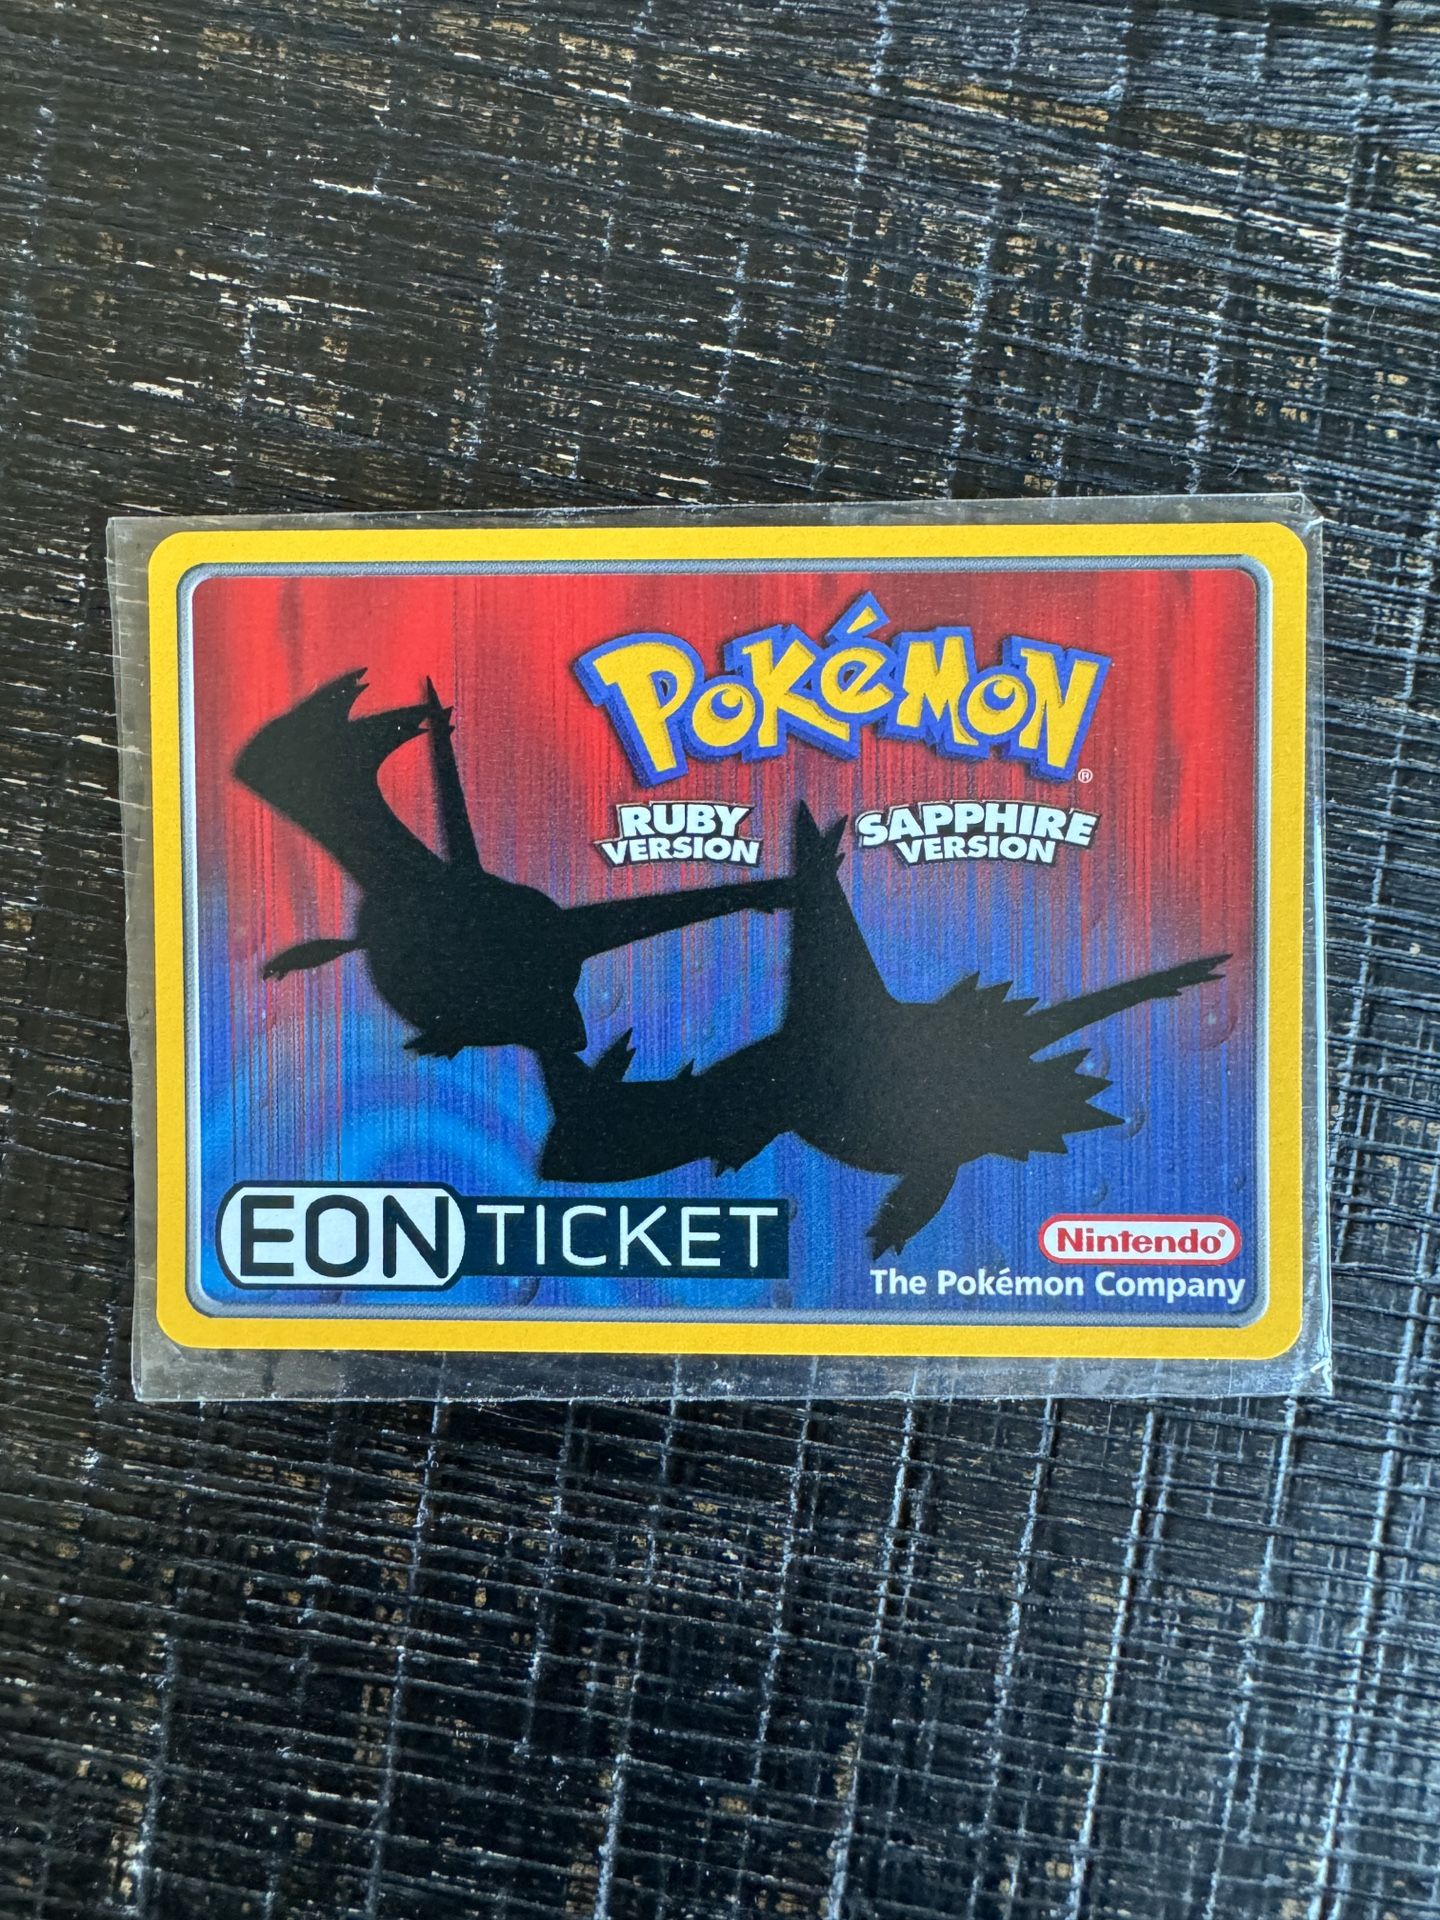 POKéMON®
RUBY VERSION
SAPPHIRE VERSION
EON TICKET
Nintendo®
The Pokémon Company